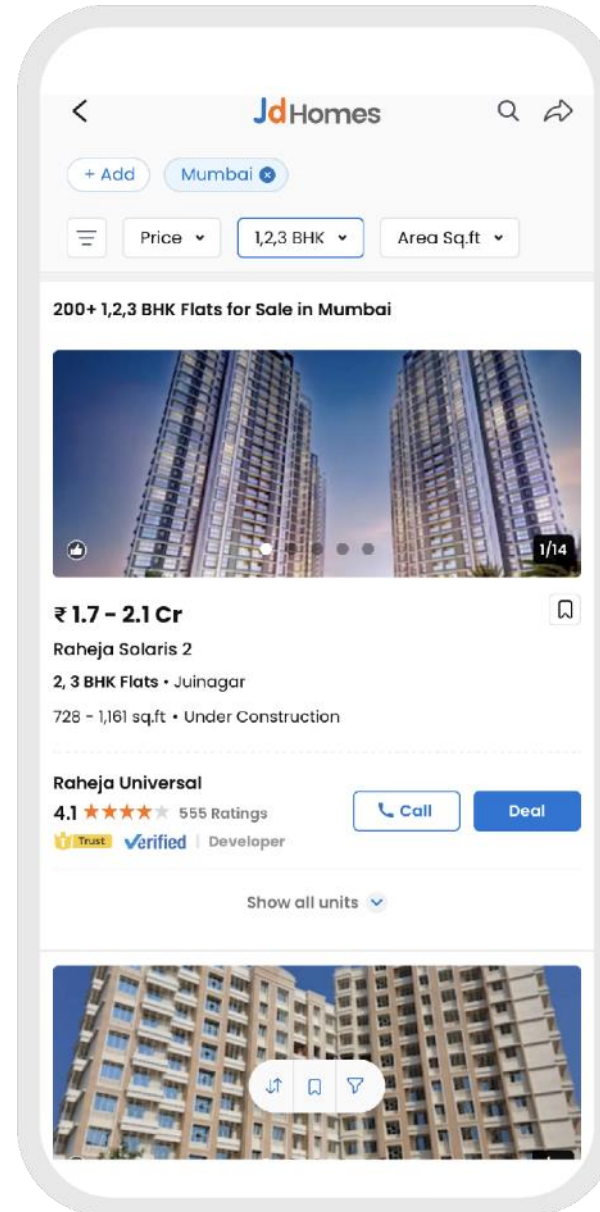 JdHomes
+ Add
Mumbai
Price
1,2,3 BHK
Area Sq.ft
200+ 1,2,3 BHK Flats for Sale in Mumbai
1/14
₹ 1.7 – 2.1 Cr
Raheja Solaris 2
2, 3 BHK Flats • Juinagar
728 – 1,161 sq.ft • Under Construction
Raheja Universal
4.1 ★★★★★ 555 Ratings
Call
Deal
Trust Verified | Developer
Show all units